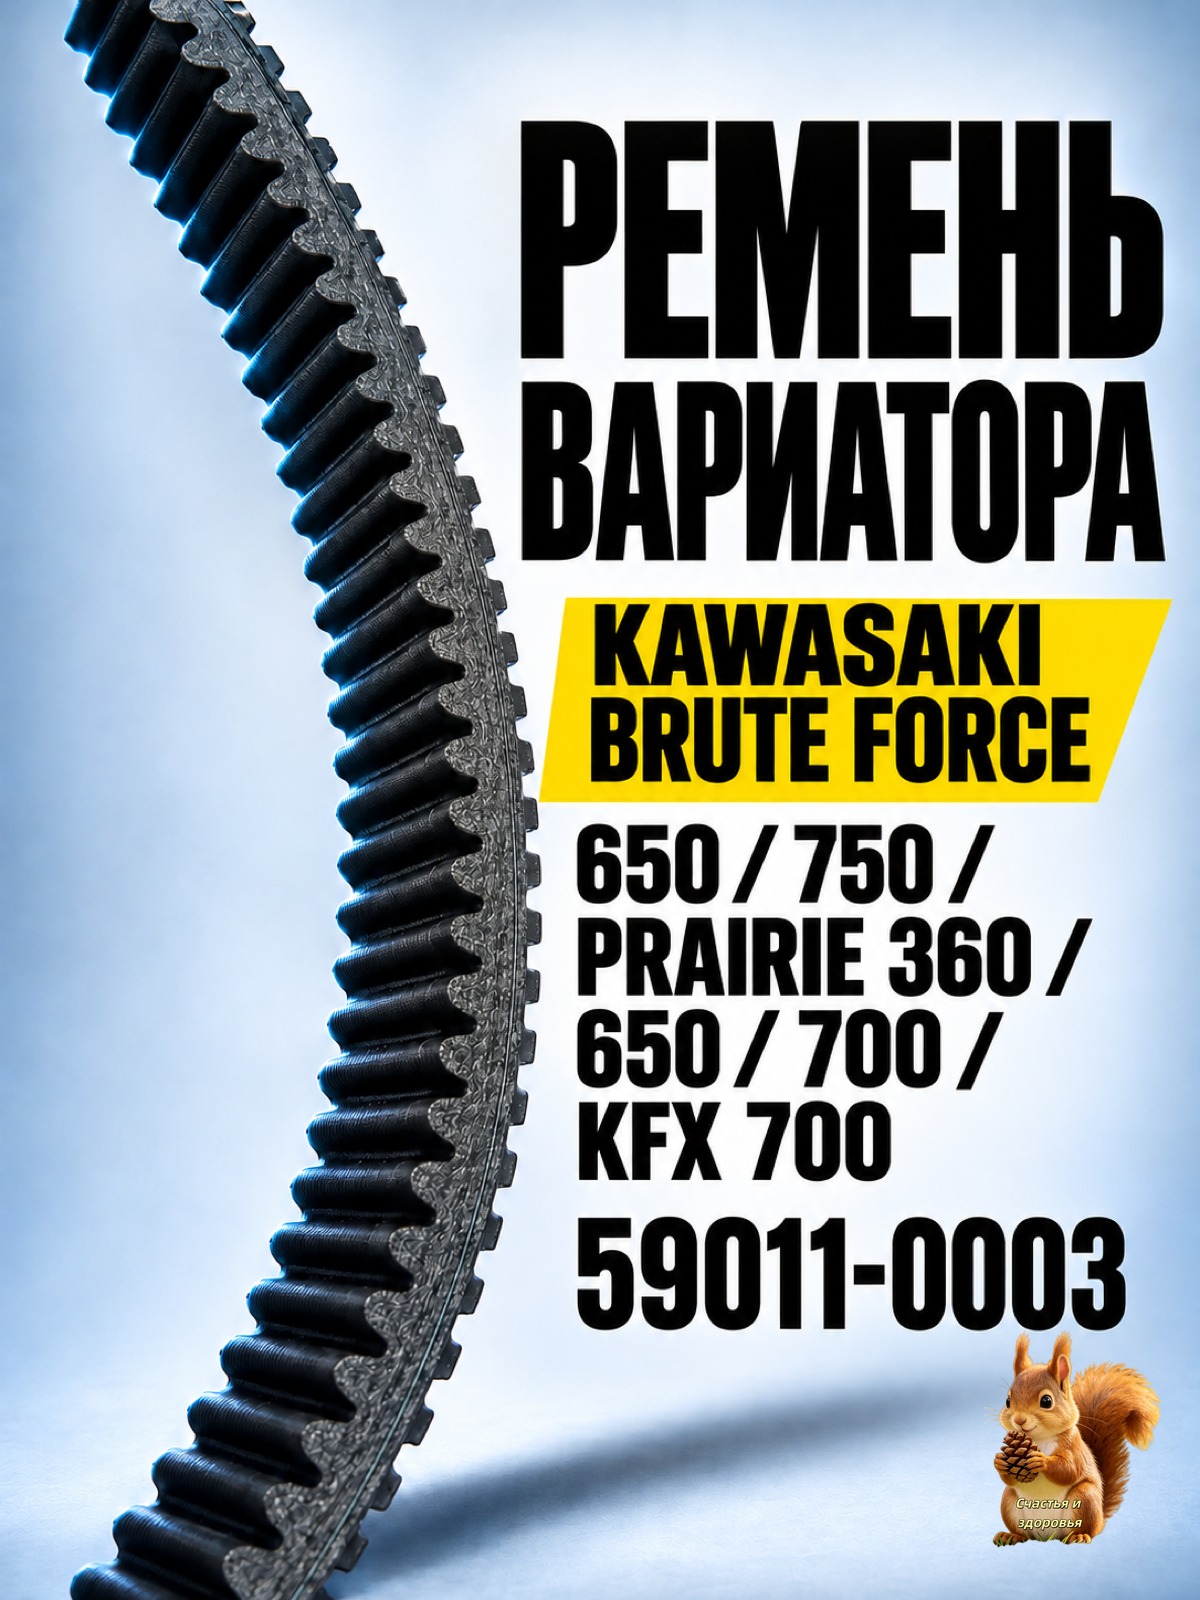 РЕМЕНЬ
ВАРИАТОРА
KAWASAKI
BRUTE FORCE
650 / 750 /
PRAIRIE 360 /
650 / 700 /
KFX 700
59011-0003
Счастья и
здоровья